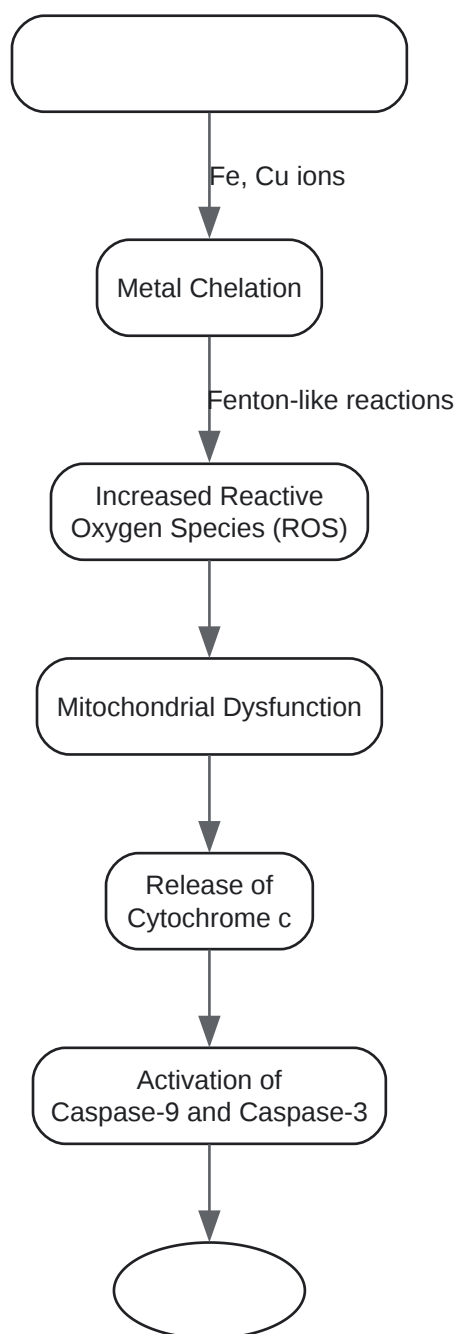 Fe, Cu ions
Metal Chelation
Fenton-like reactions
Increased Reactive
Oxygen Species (ROS)
Mitochondrial Dysfunction
Release of
Cytochrome c
Activation of
Caspase-9 and Caspase-3